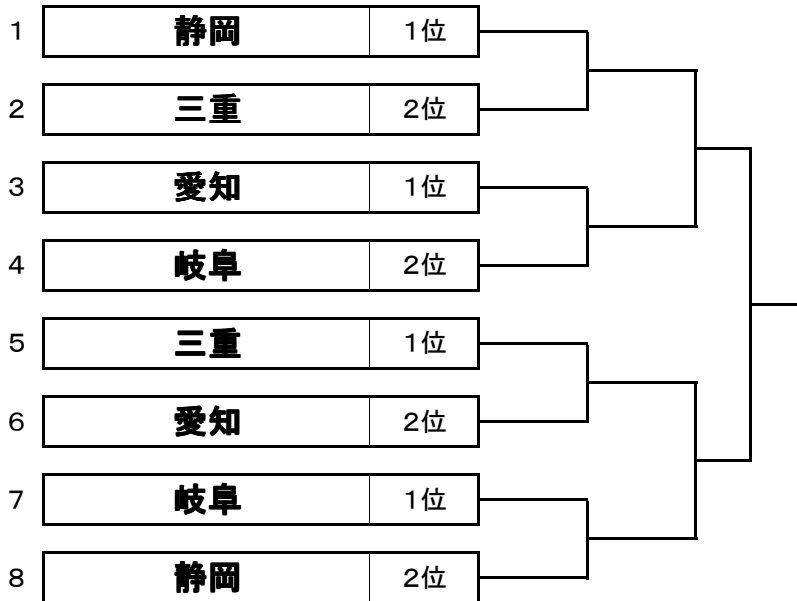 1 静岡 1位
2 三重 2位
3 愛知 1位
4 岐阜 2位
5 三重 1位
6 愛知 2位
7 岐阜 1位
8 静岡 2位